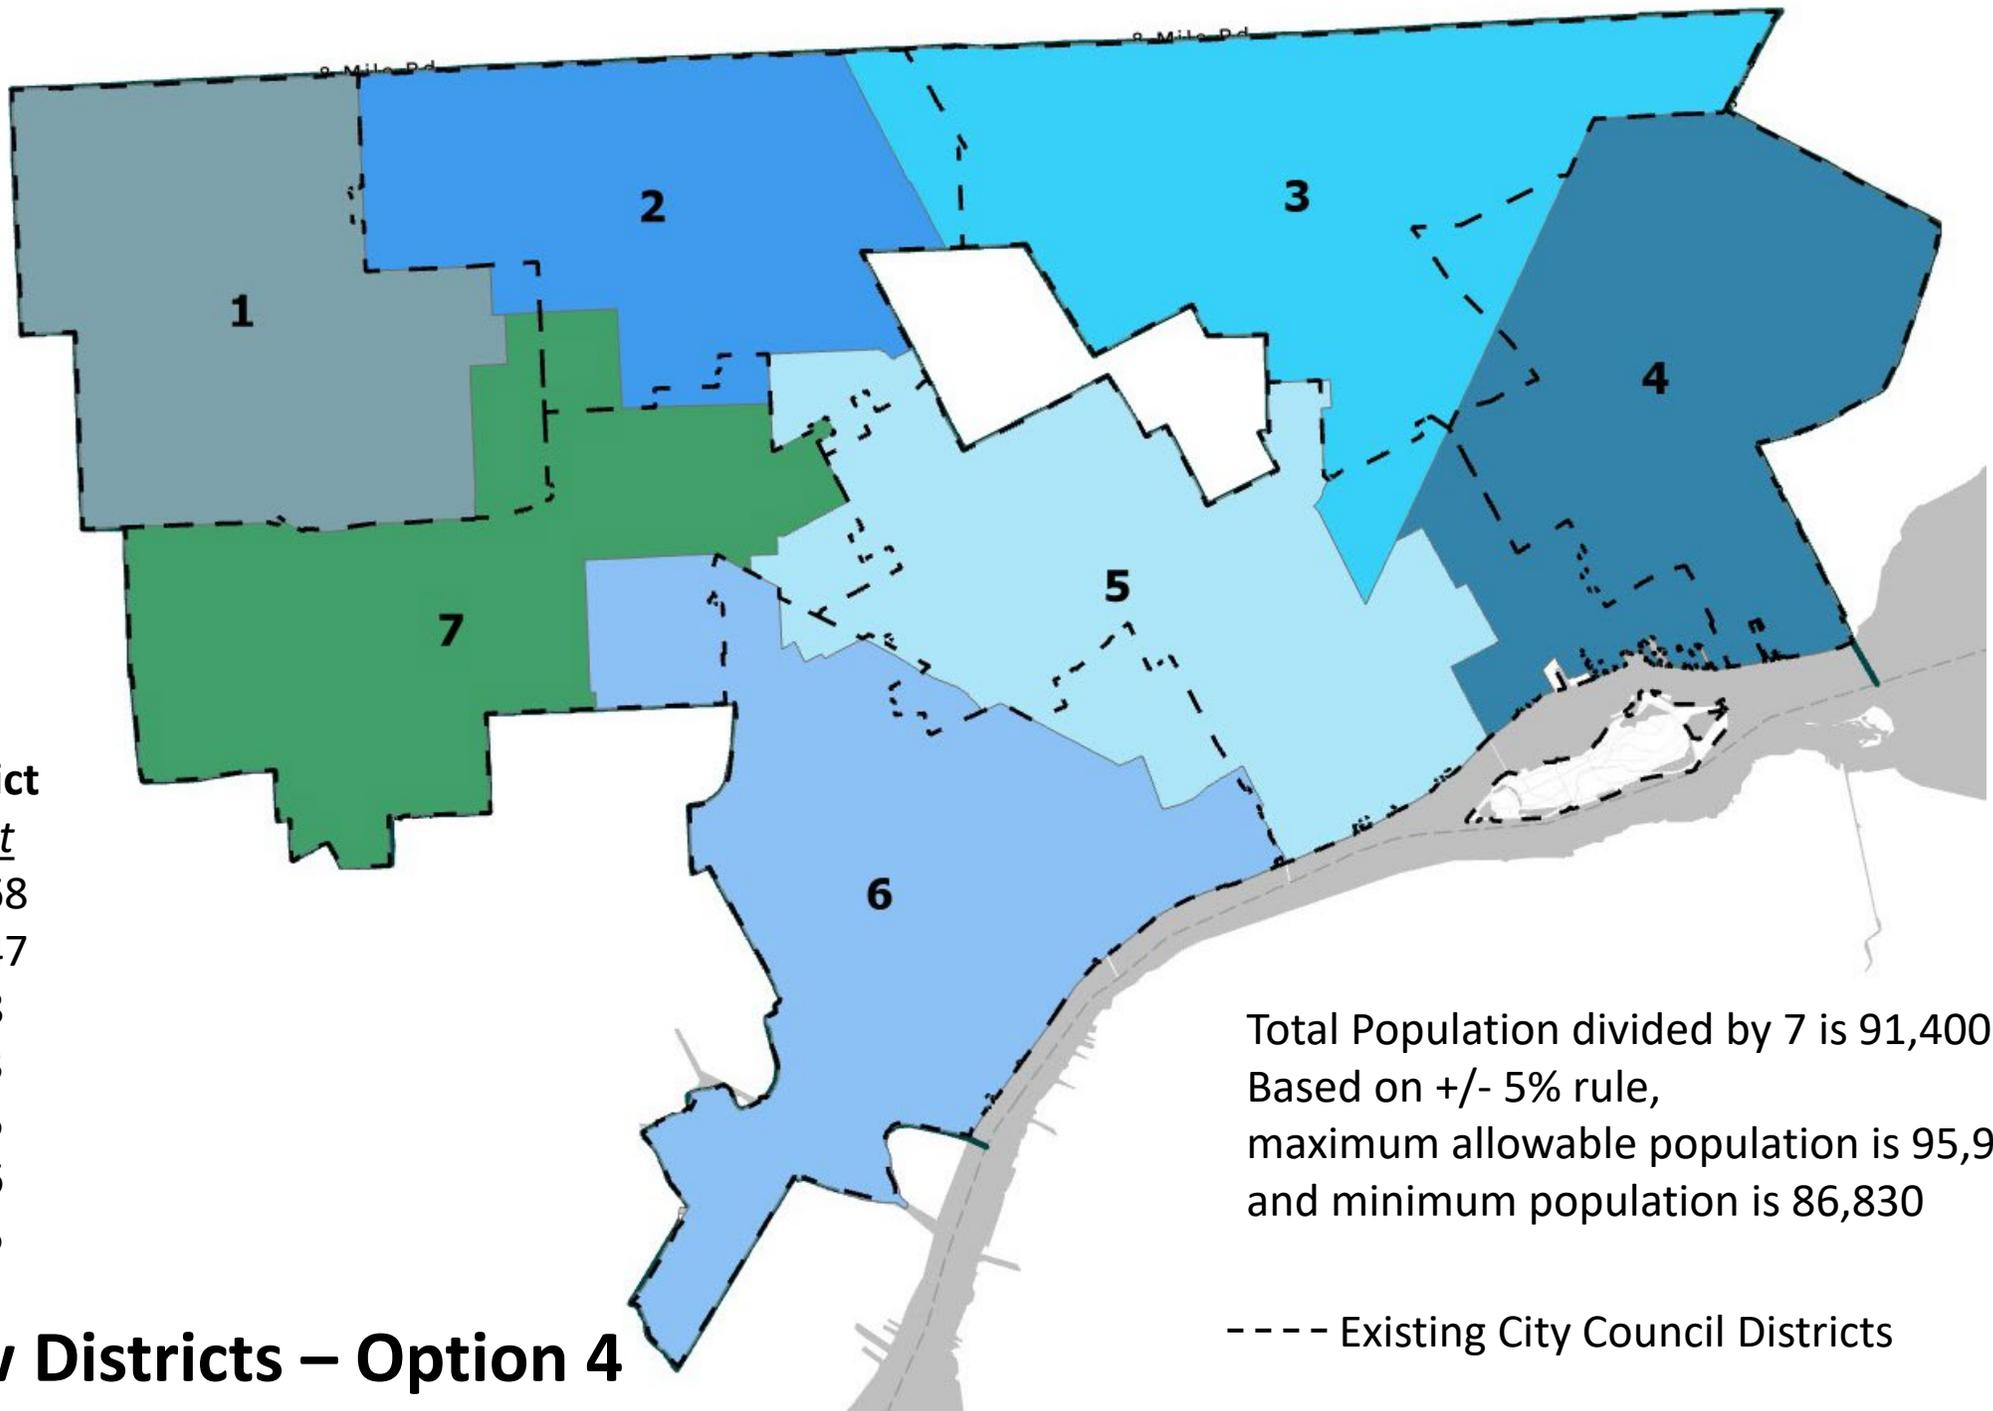 8 Mile Rd
8 Mile Rd
1
2
3
4
5
6
7
ict
t
58
47
Total Population divided by 7 is 91,400
Based on +/- 5% rule,
maximum allowable population is 95,9
and minimum population is 86,830
---- Existing City Council Districts
Districts – Option 4